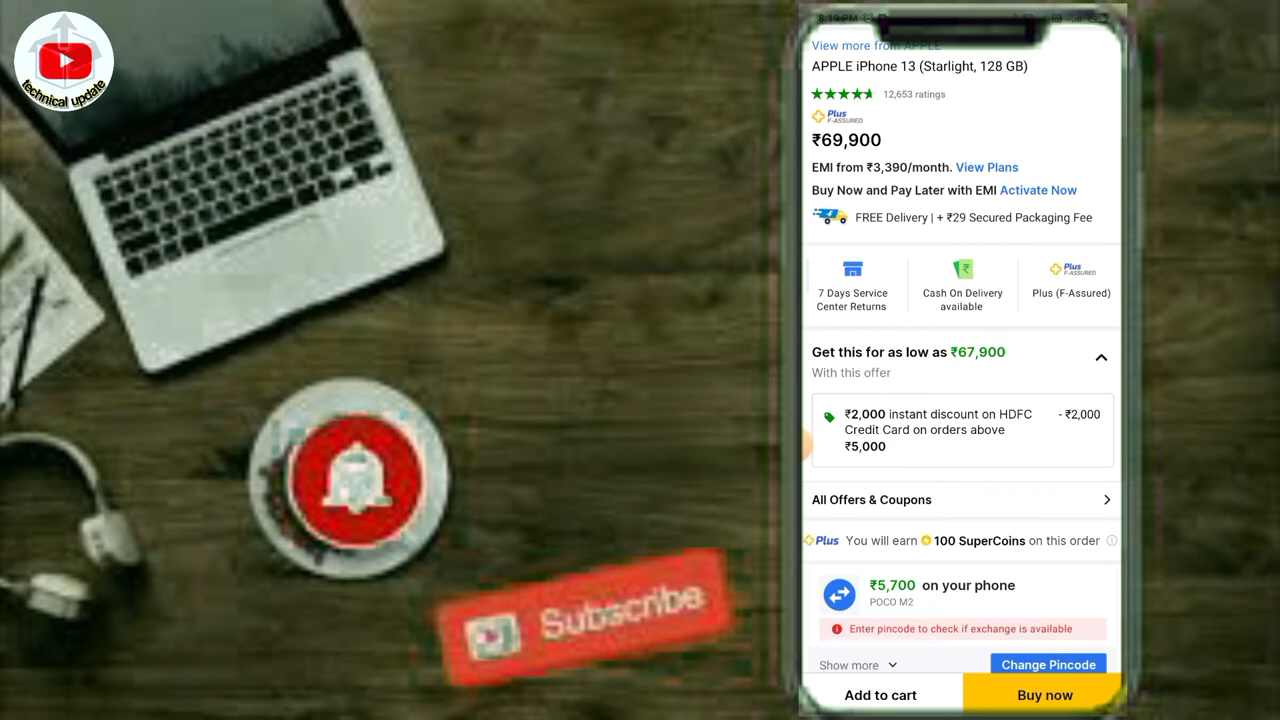 technical update
Subscribe
8:19 PM
View more from APPLE
APPLE iPhone 13 (Starlight, 128 GB)
12,653 ratings
Plus
F-ASSURED
₹69,900
EMI from ₹3,390/month. View Plans
Buy Now and Pay Later with EMI Activate Now
FREE Delivery | + ₹29 Secured Packaging Fee
7 Days Service
Center Returns
₹
Cash On Delivery
available
Plus
F-ASSURED
Plus (F-Assured)
Get this for as low as ₹67,900
With this offer
₹2,000 instant discount on HDFC - ₹2,000
Credit Card on orders above
₹5,000
All Offers & Coupons
Plus You will earn 100 SuperCoins on this order
₹5,700 on your phone
POCO M2
Enter pincode to check if exchange is available
Show more
Change Pincode
Add to cart
Buy now